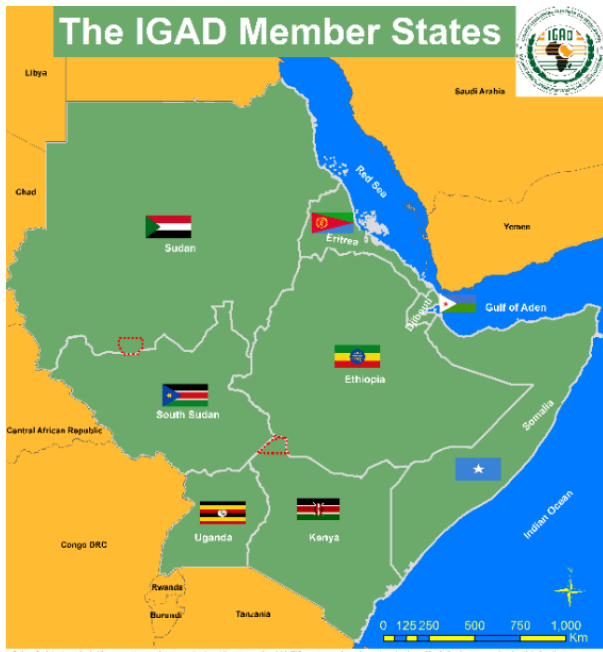 The IGAD Member States
IGAD
Libya
Saudi Arabia
Chad
Red Sea
Yemen
Sudan
Eritrea
Djibouti
Gulf of Aden
Ethiopia
South Sudan
Central African Republic
Somalia
Indian Ocean
Uganda
Kenya
Congo DRC
Rwanda
Burundi
Tanzania
0 125 250 500 750 1,000
Km